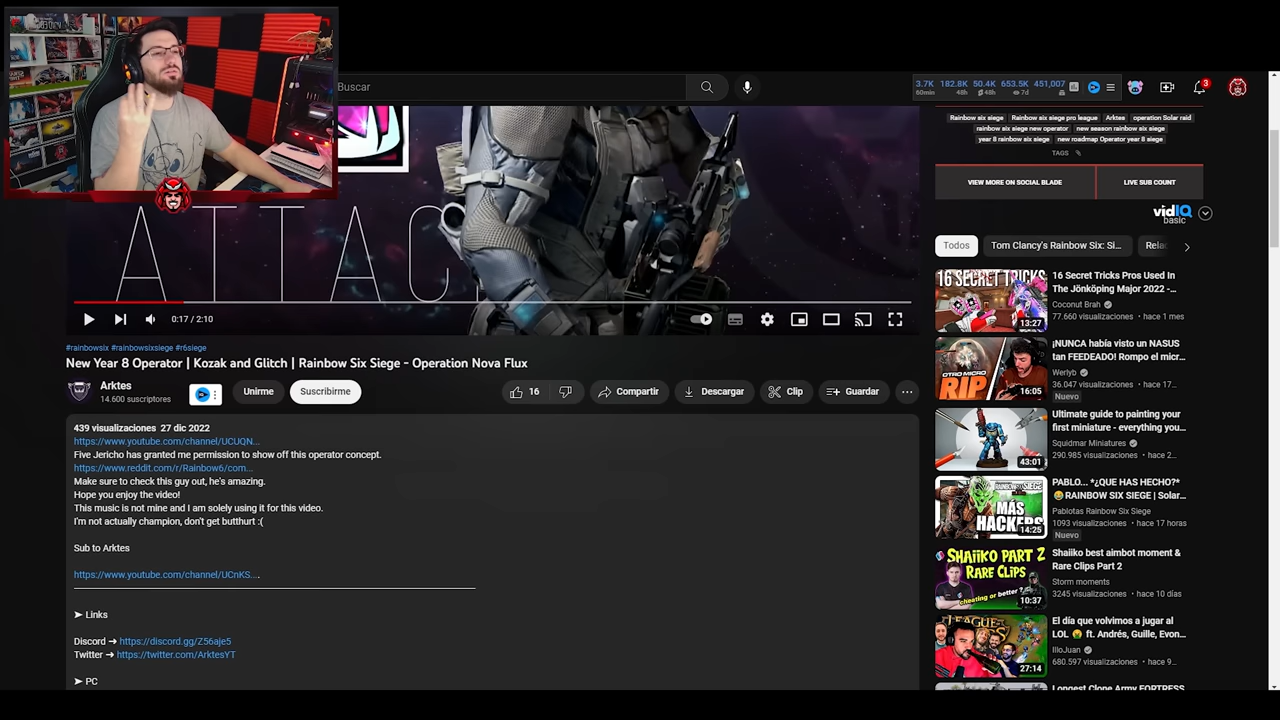 Buscar
3.7K 182.8K 50.4K 653.5K 451,007
60min 48h 48h 7d
3
Rainbow six siege Rainbow six siege pro league Arktes operation Solar raid
rainbow six siege new operator new season rainbow six siege
year 8 rainbow six siege new roadmap Operator year 8 siege
TAGS
VIEW MORE ON SOCIAL BLADE LIVE SUB COUNT
vidIQ
basic
ATTAC
0:17 / 2:10
#rainbowsix #rainbowsixsiege #r6siege
New Year 8 Operator | Kozak and Glitch | Rainbow Six Siege - Operation Nova Flux
Arktes
14.600 suscriptores
Unirme
Suscribirme
16
Compartir
Descargar
Clip
Guardar
439 visualizaciones 27 dic 2022
https://www.youtube.com/channel/UCUQN...
Five Jericho has granted me permission to show off this operator concept.
https://www.reddit.com/r/Rainbow6/com...
Make sure to check this guy out, he's amazing.
Hope you enjoy the video!
This music is not mine and I am solely using it for this video.
I'm not actually champion, don't get butthurt :(
Sub to Arktes
https://www.youtube.com/channel/UCnKS....
➤ Links
Discord ➜ https://discord.gg/Z56aje5
Twitter ➜ https://twitter.com/ArktesYT
➤ PC
Todos Tom Clancy's Rainbow Six: Si... Rela
16 SECRET TRICKS
13:27
16 Secret Tricks Pros Used In
The Jönköping Major 2022 -...
Coconut Brah
77.660 visualizaciones • hace 1 mes
OTRO MICRO
RIP
16:05
¡NUNCA había visto un NASUS
tan FEEDEADO! Rompo el micr...
Werlyb
36.047 visualizaciones • hace 17...
Nuevo
43:01
Ultimate guide to painting your
first miniature - everything you...
Squidmar Miniatures
290.985 visualizaciones • hace 2...
MAS
HACKERS
14:25
PABLO... *¿QUE HAS HECHO?*
😂 RAINBOW SIX SIEGE | Solar...
Pablotas Rainbow Six Siege
1093 visualizaciones • hace 17 horas
Nuevo
SHAIIKO PART 2
RARE CLIPS
cheating or better ?
10:37
Shaiiko best aimbot moment &
Rare Clips Part 2
Storm moments
3245 visualizaciones • hace 10 días
LEAGUE
27:14
El día que volvimos a jugar al
LOL 🤮 ft. Andrés, Guille, Evon...
IlloJuan
680.597 visualizaciones • hace 9...
Longest Clone Army FORTRESS